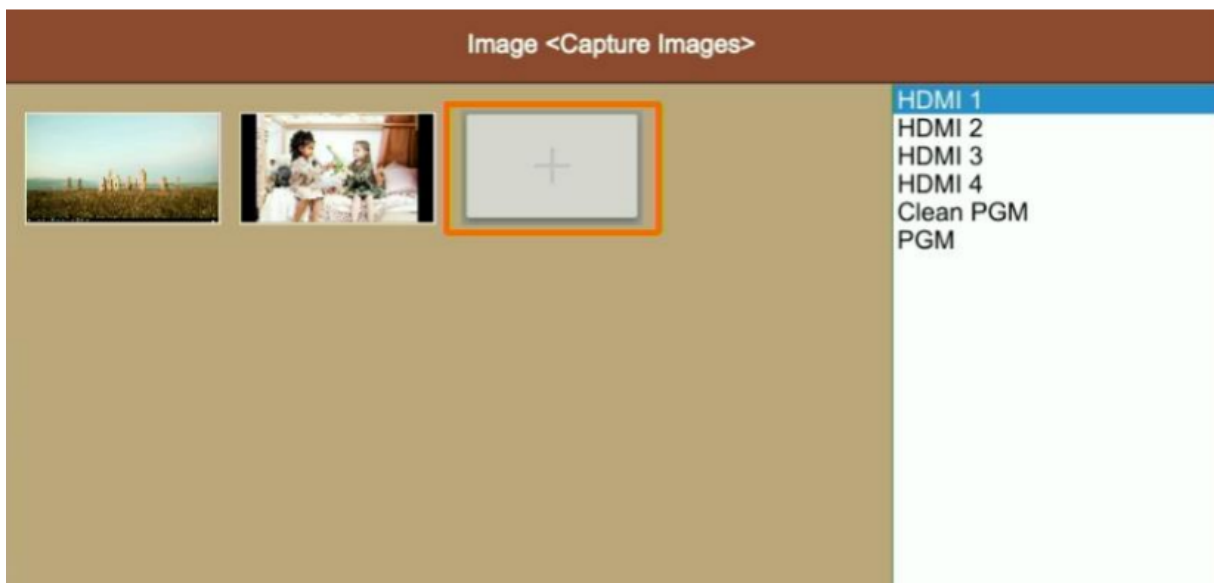 Image <Capture Images>
HDMI 1
HDMI 2
HDMI 3
HDMI 4
Clean PGM
PGM